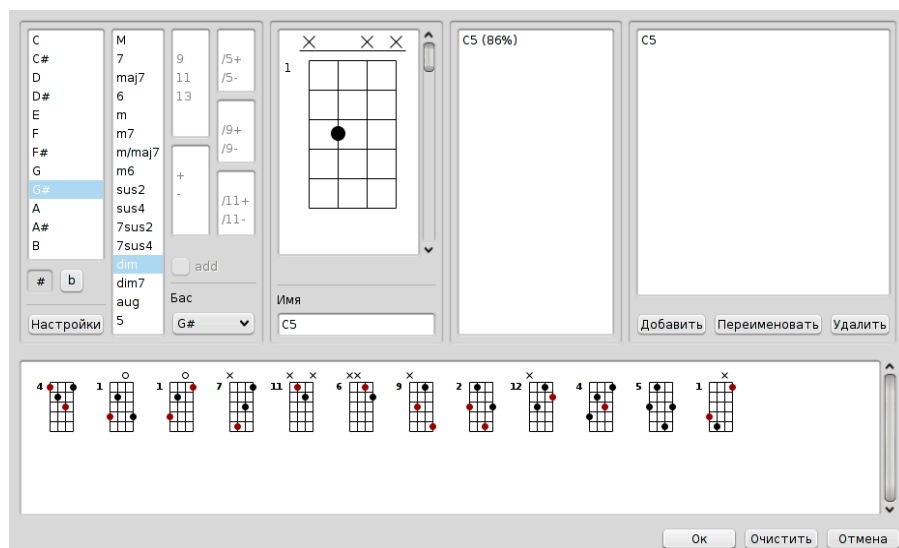 C
C#
D
D#
E
F
F#
G
G#
A
A#
B
# b
Настройки
M
7
maj7
6
m
m7
m/maj7
m6
sus2
sus4
7sus2
7sus4
dim
dim7
aug
5
9
11
13
+
-
/5+
/5-
/9+
/9-
/11+
/11-
add
Бас
G#
1
Имя
C5
C5 (86%)
C5
Добавить Переименовать Удалить
4 1 1 7 11 6 9 2 12 4 5 1
Ок Очистить Отмена